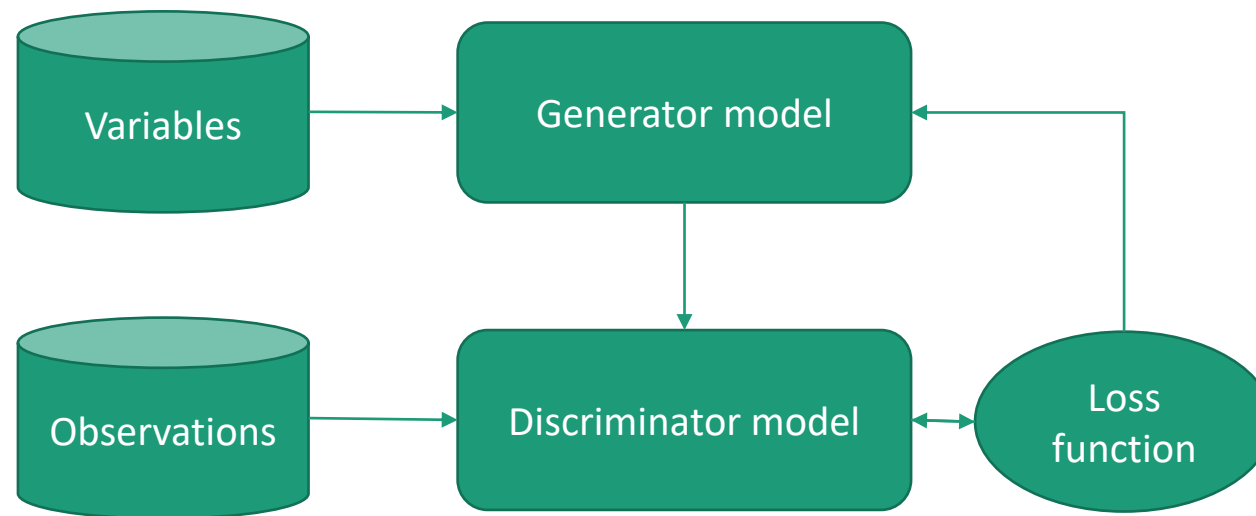 Variables
Generator model
Observations
Discriminator model
Loss
function